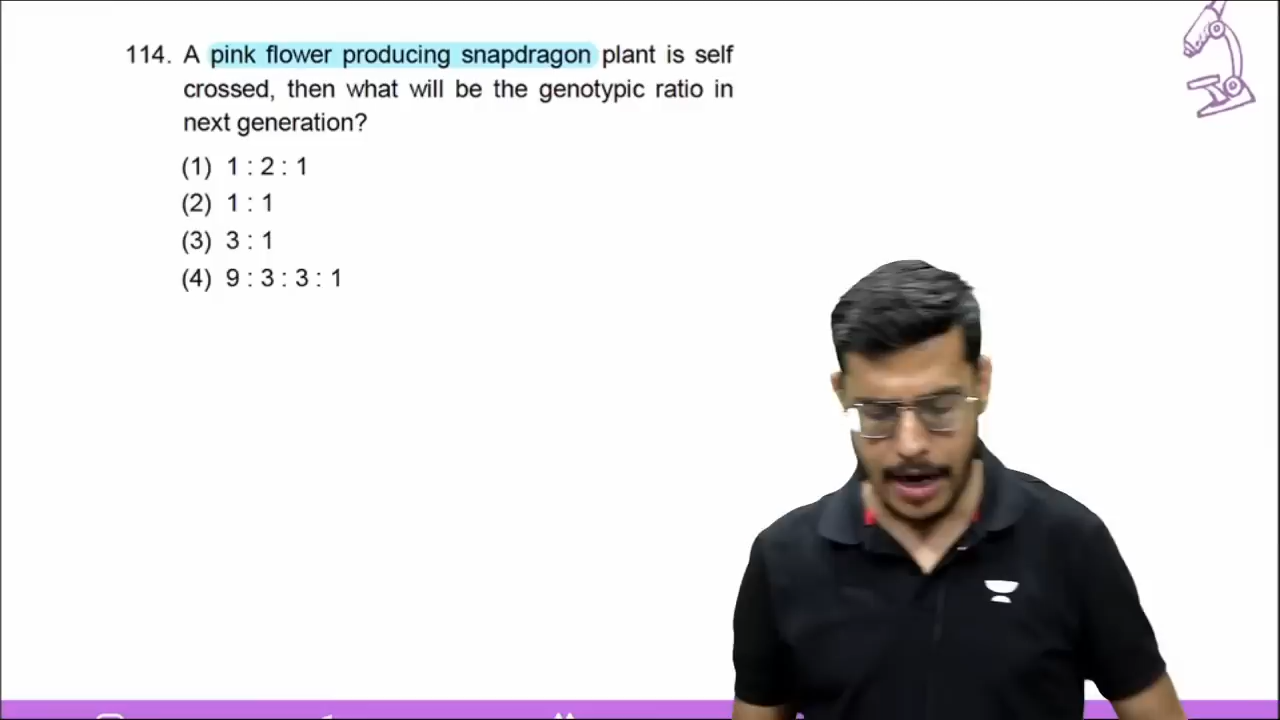 114. A pink flower producing snapdragon plant is self
crossed, then what will be the genotypic ratio in
next generation?
(1) 1 : 2 : 1
(2) 1 : 1
(3) 3 : 1
(4) 9 : 3 : 3 : 1